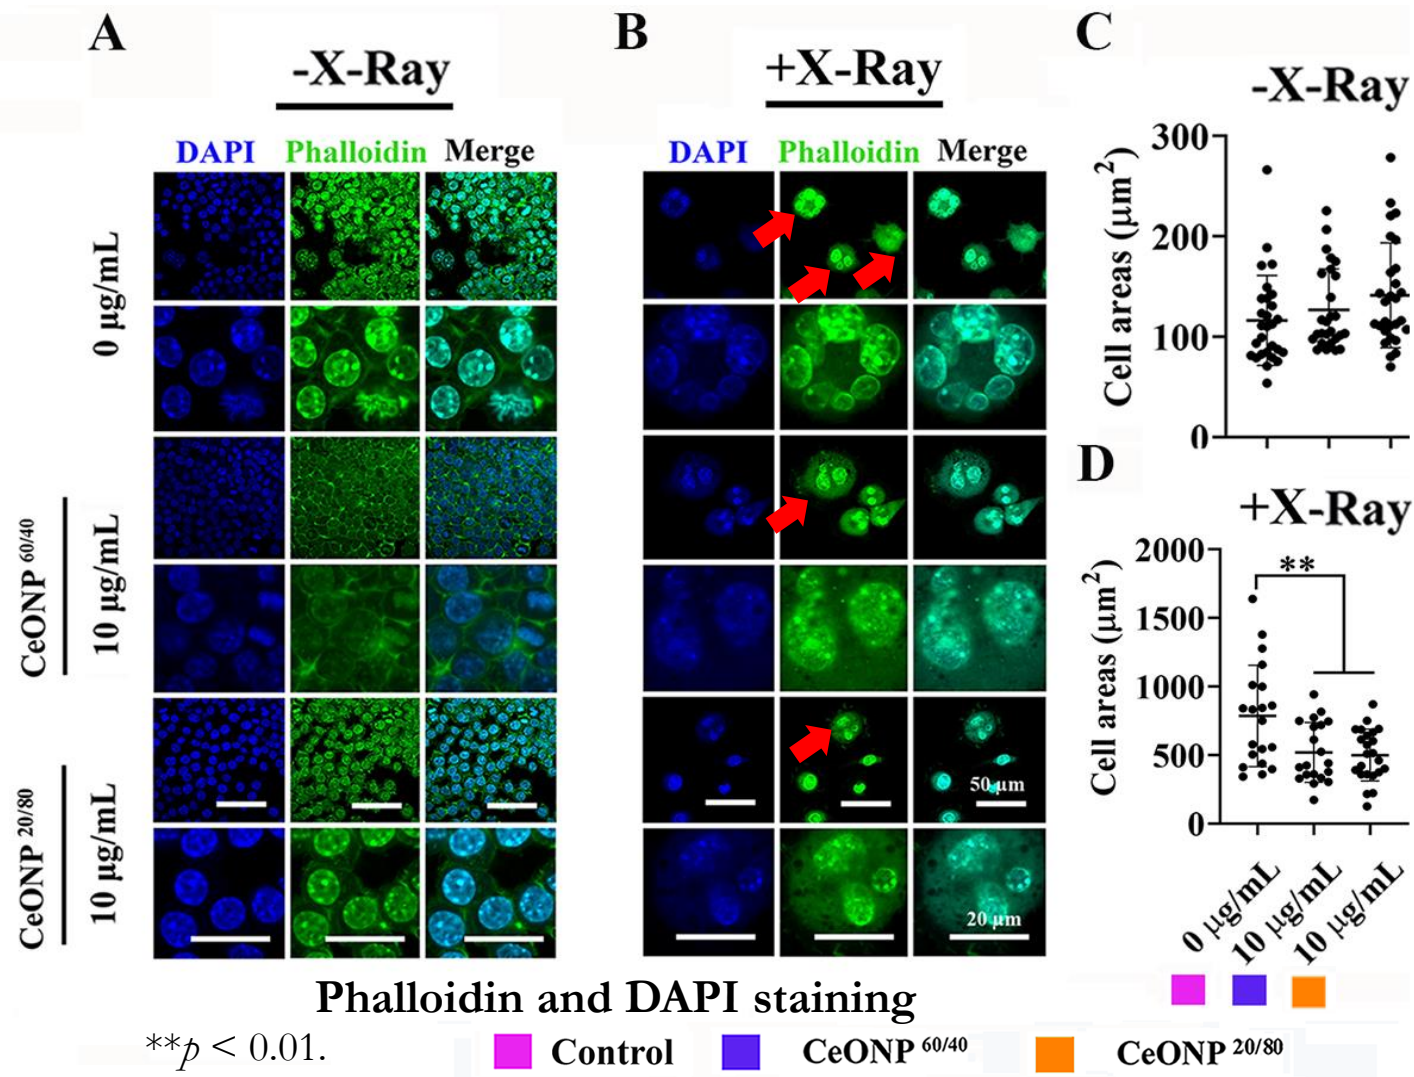 A
-X-Ray
DAPI Phalloidin Merge
0 μg/mL
CeONP 60/40
10 μg/mL
CeONP 20/80
10 μg/mL
B
+X-Ray
DAPI Phalloidin Merge
50 μm
20 μm
C
-X-Ray
Cell areas (μm2)
300
200
100
0
D
+X-Ray
Cell areas (μm2)
2000
1500
1000
500
0
**
0 μg/mL
10 μg/mL
10 μg/mL
Phalloidin and DAPI staining
**p < 0.01.
Control CeONP 60/40 CeONP 20/80